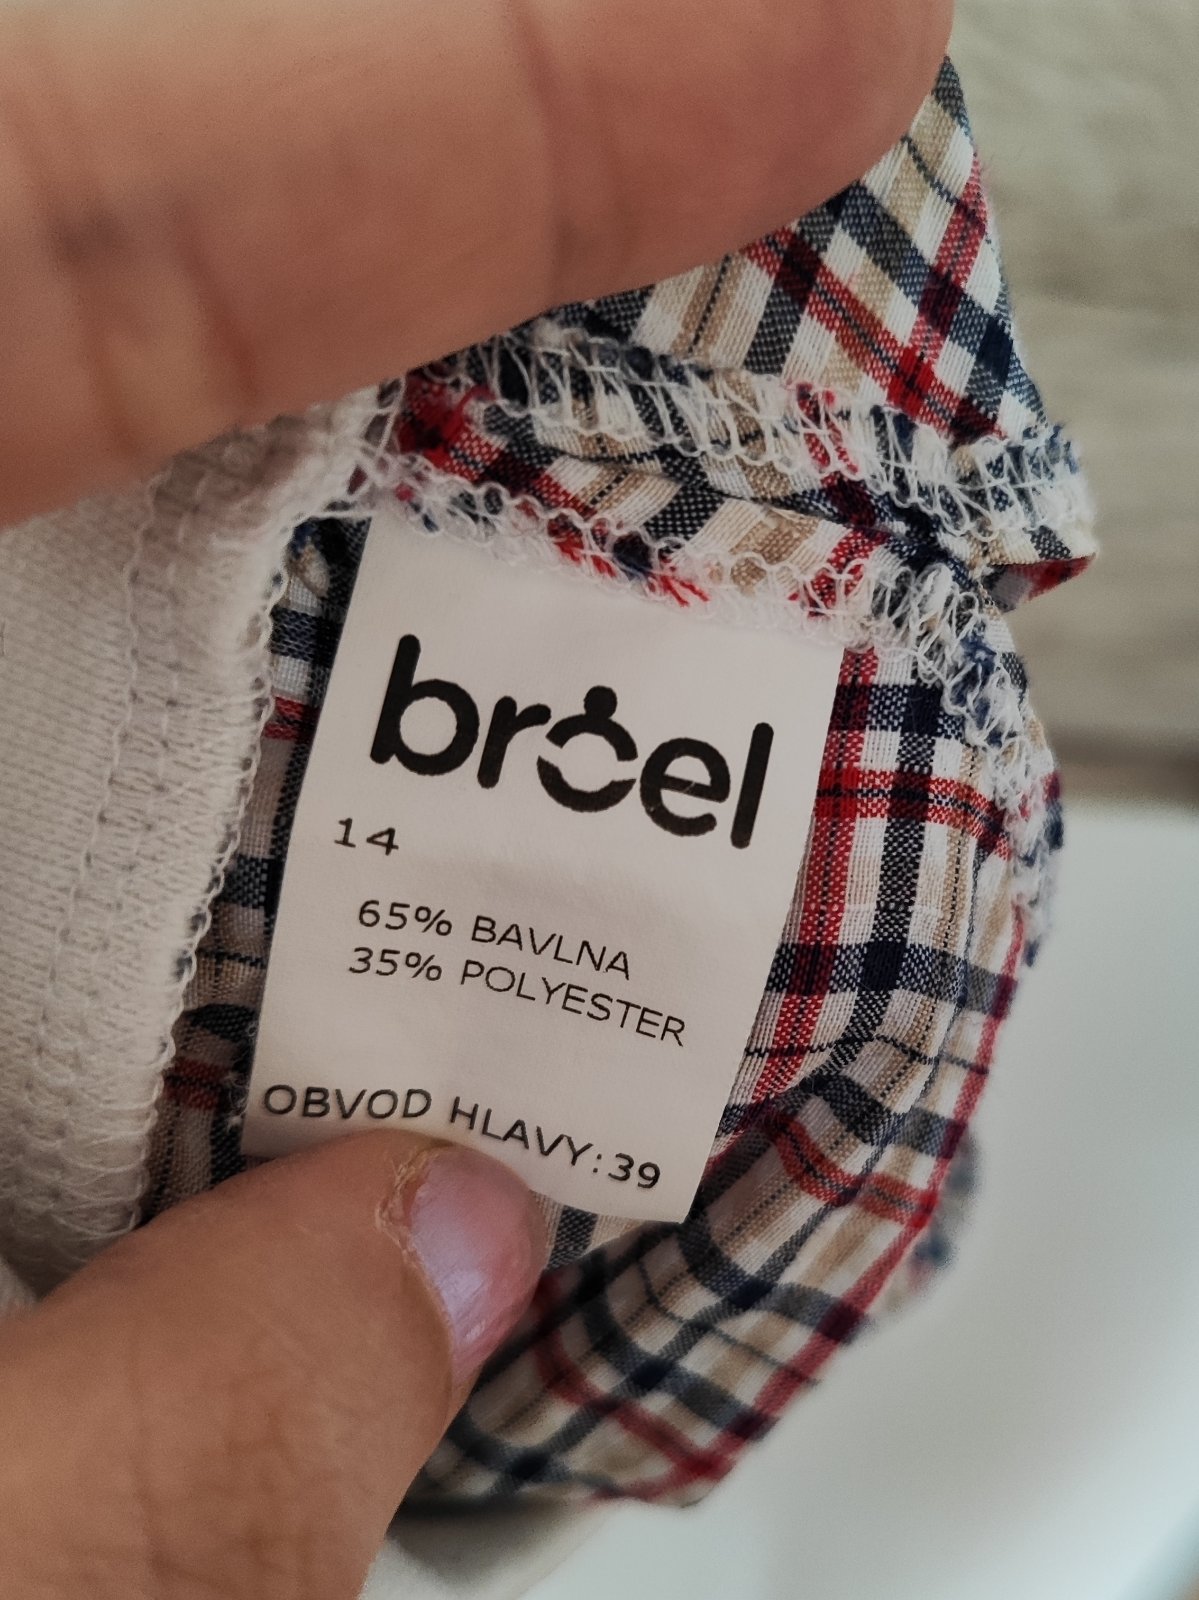 broel
14
65% BAVLNA
35% POLYESTER
OBVOD HLAVY:39